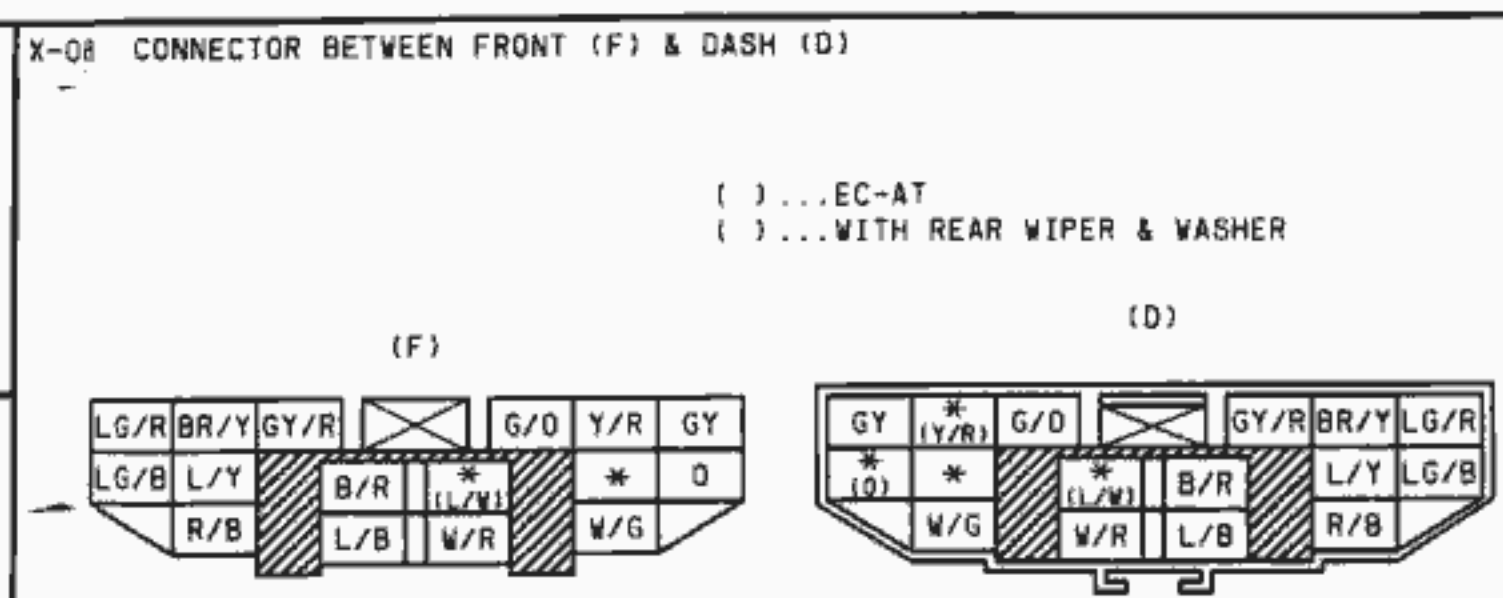 X-08 CONNECTOR BETWEEN FRONT (F) & DASH (D)
( )...EC-AT
( )...WITH REAR WIPER & WASHER
(F)
LG/R BR/Y GY/R G/O Y/R GY
LG/B L/Y B/R * (L/W) * O
R/B L/B W/R W/G
(D)
GY * (Y/R) G/O GY/R BR/Y LG/R
* (O) * * (L/W) B/R L/Y LG/B
W/G W/R L/B R/B